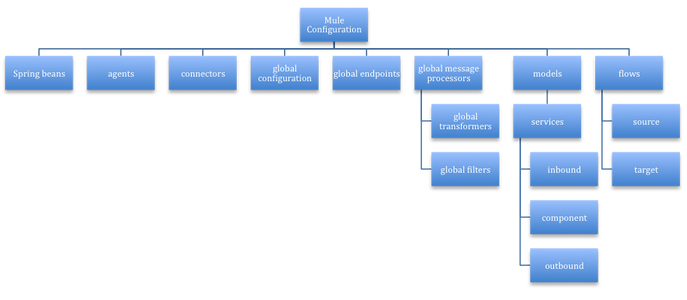 Mule
Configuration
Spring beans
agents
connectors
global
configuration
global endpoints
global message
processors
models
flows
global
transformers
services
source
global filters
inbound
target
component
outbound